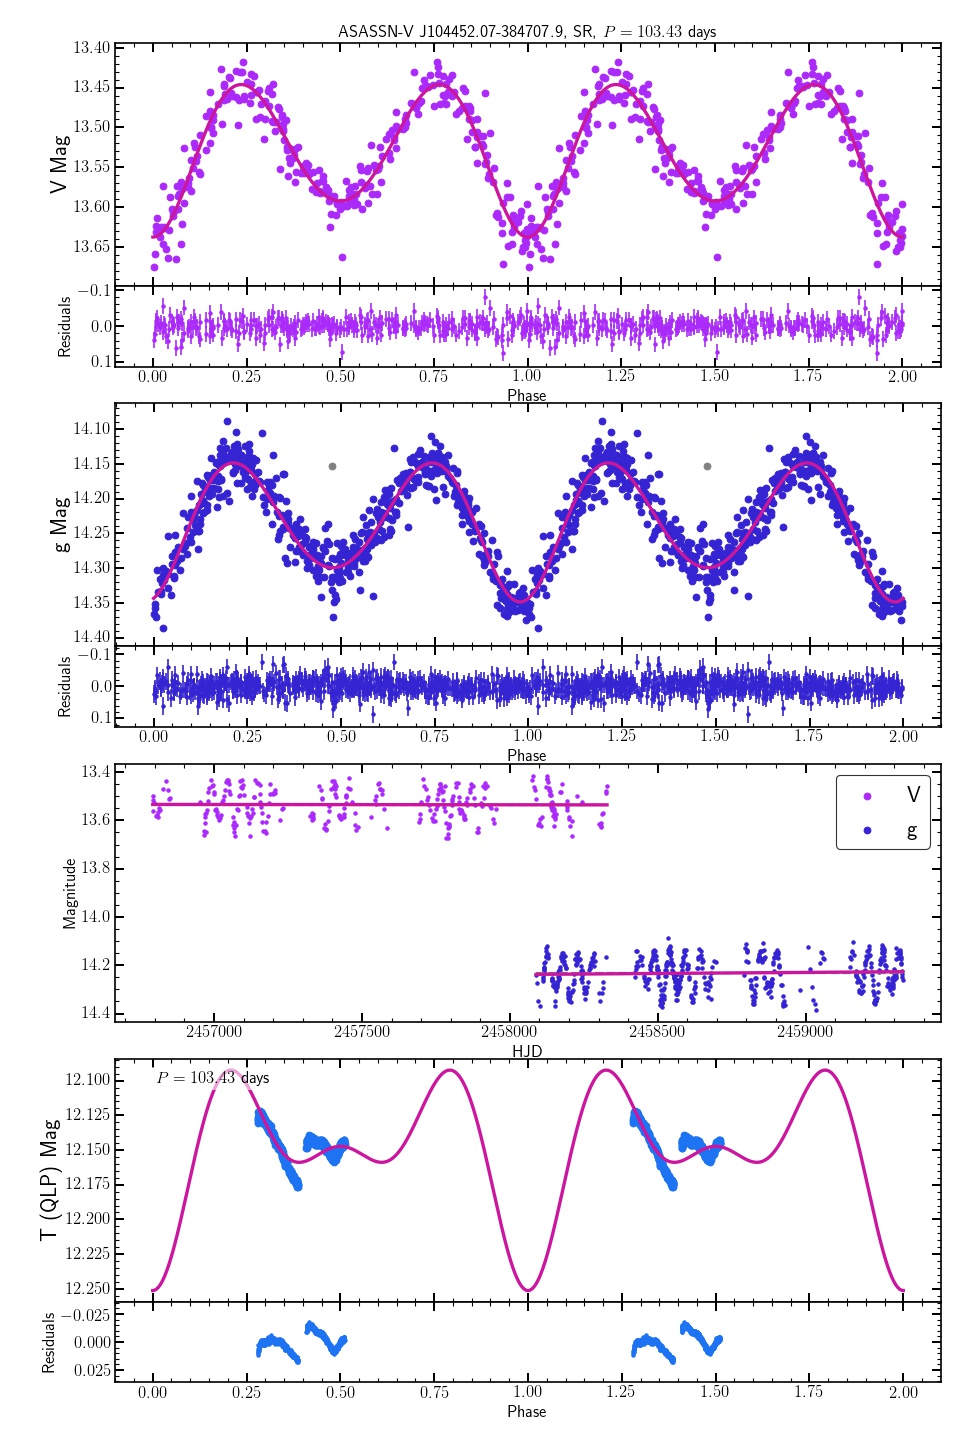 ASASSN-V J104452.07-384707.9, SR, P = 103.43 days
13.40
13.45
13.50
13.55
13.60
13.65
V Mag
−0.1
0.0
0.1
Residuals
0.00 0.25 0.50 0.75 1.00 1.25 1.50 1.75 2.00
Phase
14.10
14.15
14.20
14.25
14.30
14.35
14.40
g Mag
−0.1
0.0
0.1
Residuals
0.00 0.25 0.50 0.75 1.00 1.25 1.50 1.75 2.00
Phase
13.4
13.6
13.8
14.0
14.2
14.4
Magnitude
V
g
2457000 2457500 2458000 2458500 2459000
HJD
P = 103.43 days
12.100
12.125
12.150
12.175
12.200
12.225
12.250
T (QLP) Mag
−0.025
0.000
0.025
Residuals
0.00 0.25 0.50 0.75 1.00 1.25 1.50 1.75 2.00
Phase